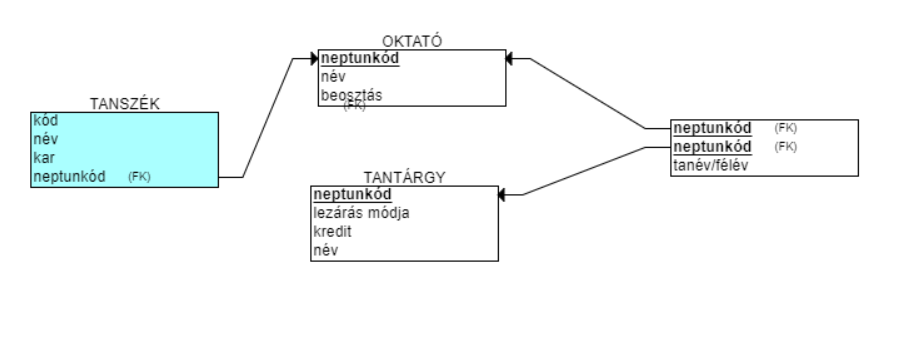 OKTATÓ
neptunkód
név
beosztás
(FK)
TANSZÉK
kód
név
kar
neptunkód (FK)
TANTÁRGY
neptunkód
lezárás módja
kredit
név
neptunkód (FK)
neptunkód (FK)
tanév/félév